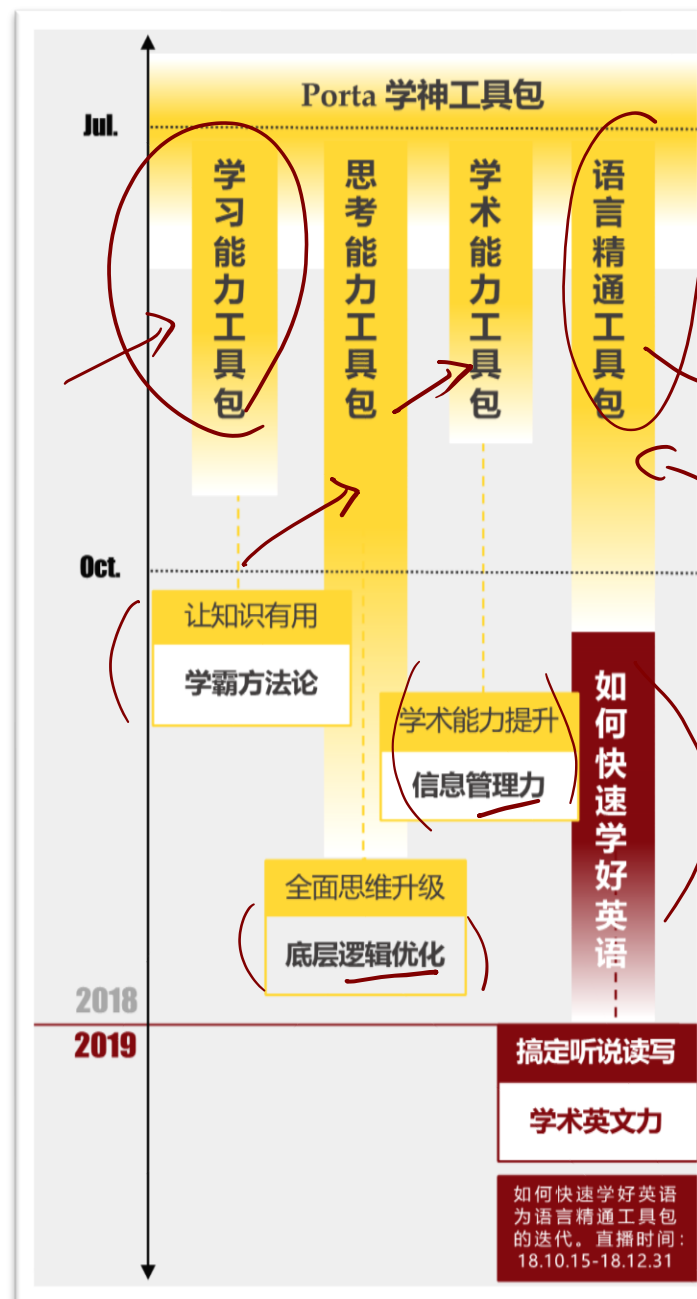 Porta 学神工具包
Jul.
学习能力工具包
思考能力工具包
学术能力工具包
语言精通工具包
Oct.
让知识有用
学霸方法论
学术能力提升
信息管理力
如何快速学好英语
全面思维升级
底层逻辑优化
2018
2019
搞定听说读写
学术英文力
如何快速学好英语
为语言精通工具包
的迭代。直播时间：
18.10.15-18.12.31